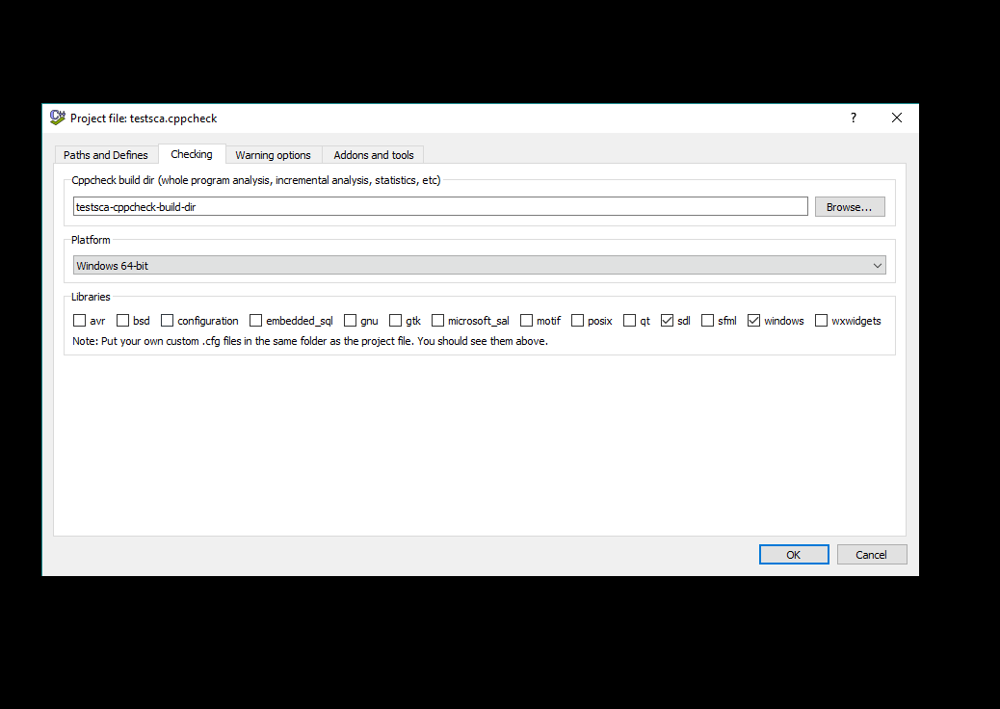 Project file: testsca.cppcheck
?
Paths and Defines Checking Warning options Addons and tools
Cppcheck build dir (whole program analysis, incremental analysis, statistics, etc)
testsca-cppcheck-build-dir Browse...
Platform
Windows 64-bit
Libraries
avr bsd configuration embedded_sql gnu gtk microsoft_sal motif posix qt sdl sfml windows wxwidgets
Note: Put your own custom .cfg files in the same folder as the project file. You should see them above.
OK Cancel